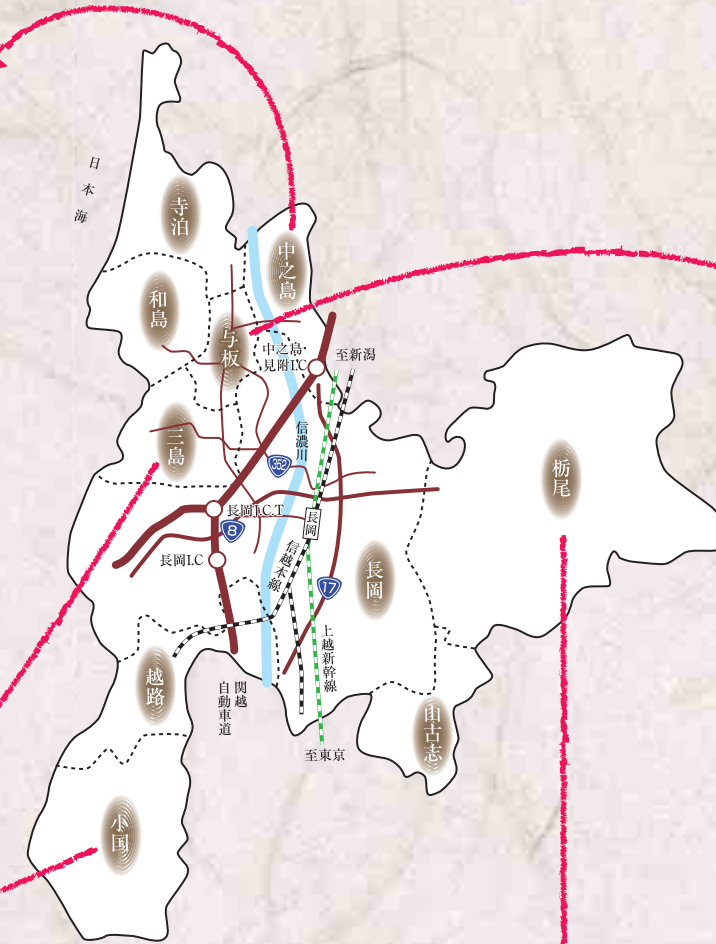 日本海
寺泊
中之島
和島
与板
中之島
見附I.C
至新潟
三島
信濃川
352
栃尾
長岡J.C.T
長岡
8
長岡I.C
信越本線
長岡
17
上越新幹線
越路
関越
自動車道
山古志
至東京
小国